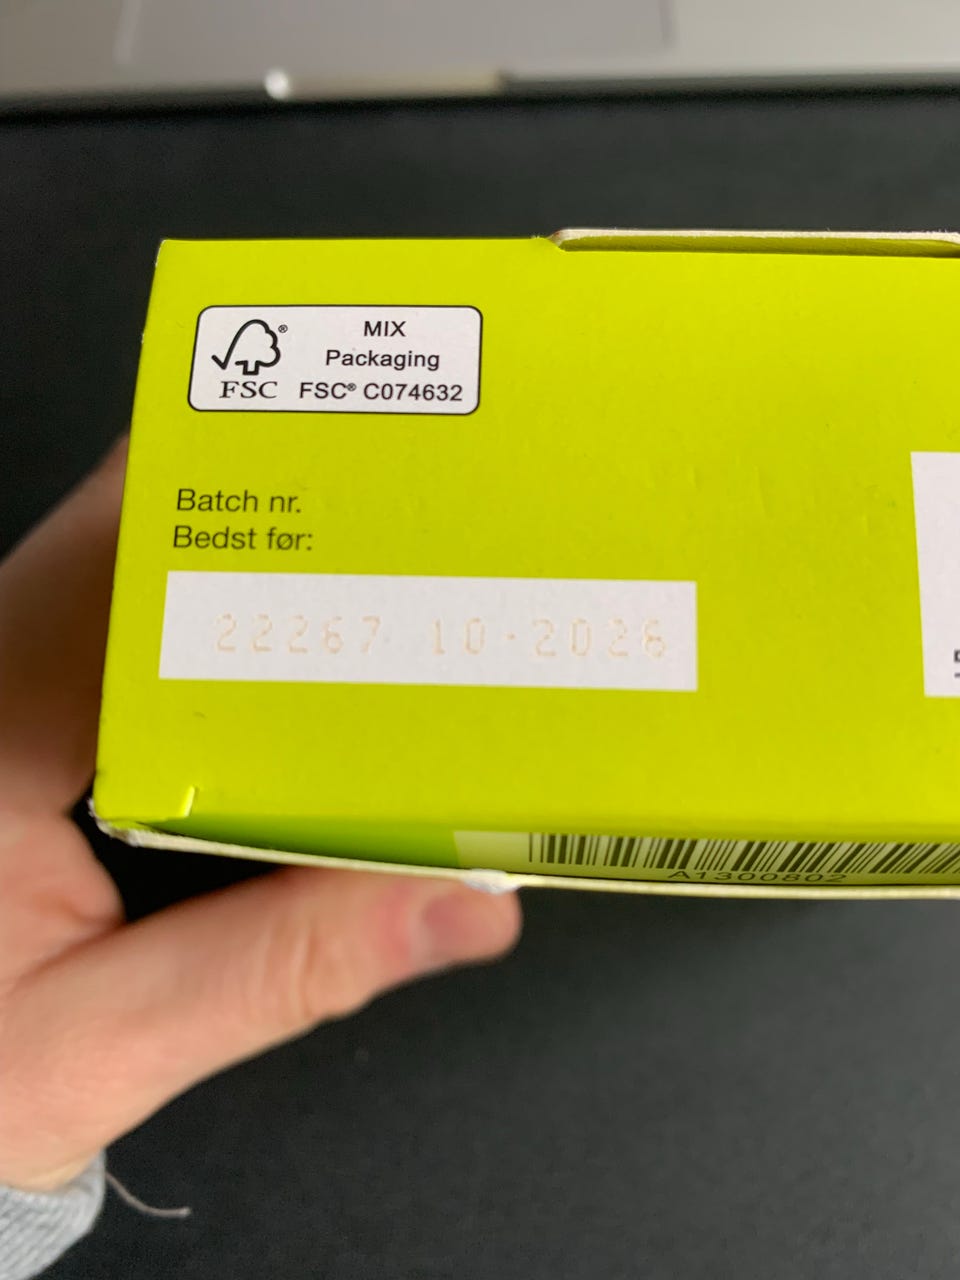 MIX
Packaging
FSC® C074632
FSC
Batch nr.
Bedst før:
22267 10·2026
A1300802